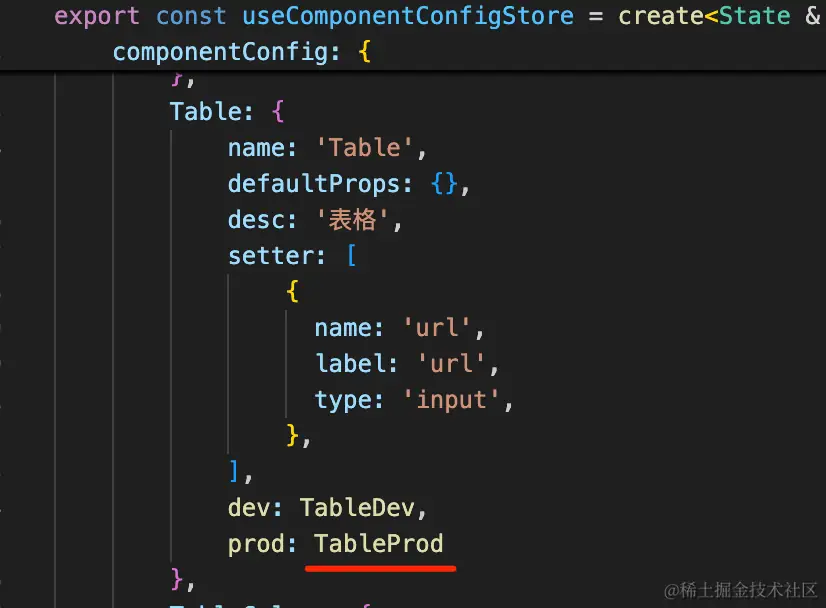 export const useComponentConfigStore = create<State &
componentConfig: {
},
Table: {
name: 'Table',
defaultProps: {},
desc: '表格',
setter: [
{
name: 'url',
label: 'url',
type: 'input',
},
],
dev: TableDev,
prod: TableProd
},
@稀土掘金技术社区